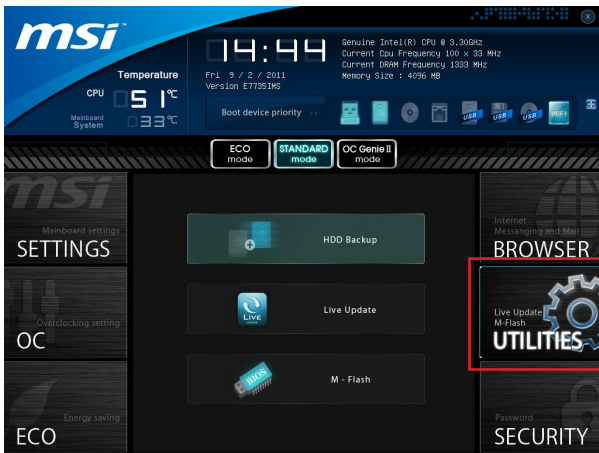 msi
14:44
Fri 9 / 2 / 2011
Version E7735IMS
Genuine Intel(R) CPU @ 3.30GHz
Current Cpu Frequency 100 x 33 MHz
Current DRAM Frequency 1333 MHz
Memory Size : 4096 MB
Temperature
CPU 51°C
Mainboard
System 33°C
Boot device priority
USB
USB
USB
UEFI
ECO
mode
STANDARD
mode
OC Genie II
mode
msi
Mainboard settings
SETTINGS
Overclocking setting
OC
Energy saving
ECO
HDD Backup
LIVE
Live Update
BIOS
M - Flash
Internet
Messanging and Mail
BROWSER
Live Update
M-Flash
UTILITIES
Password
SECURITY